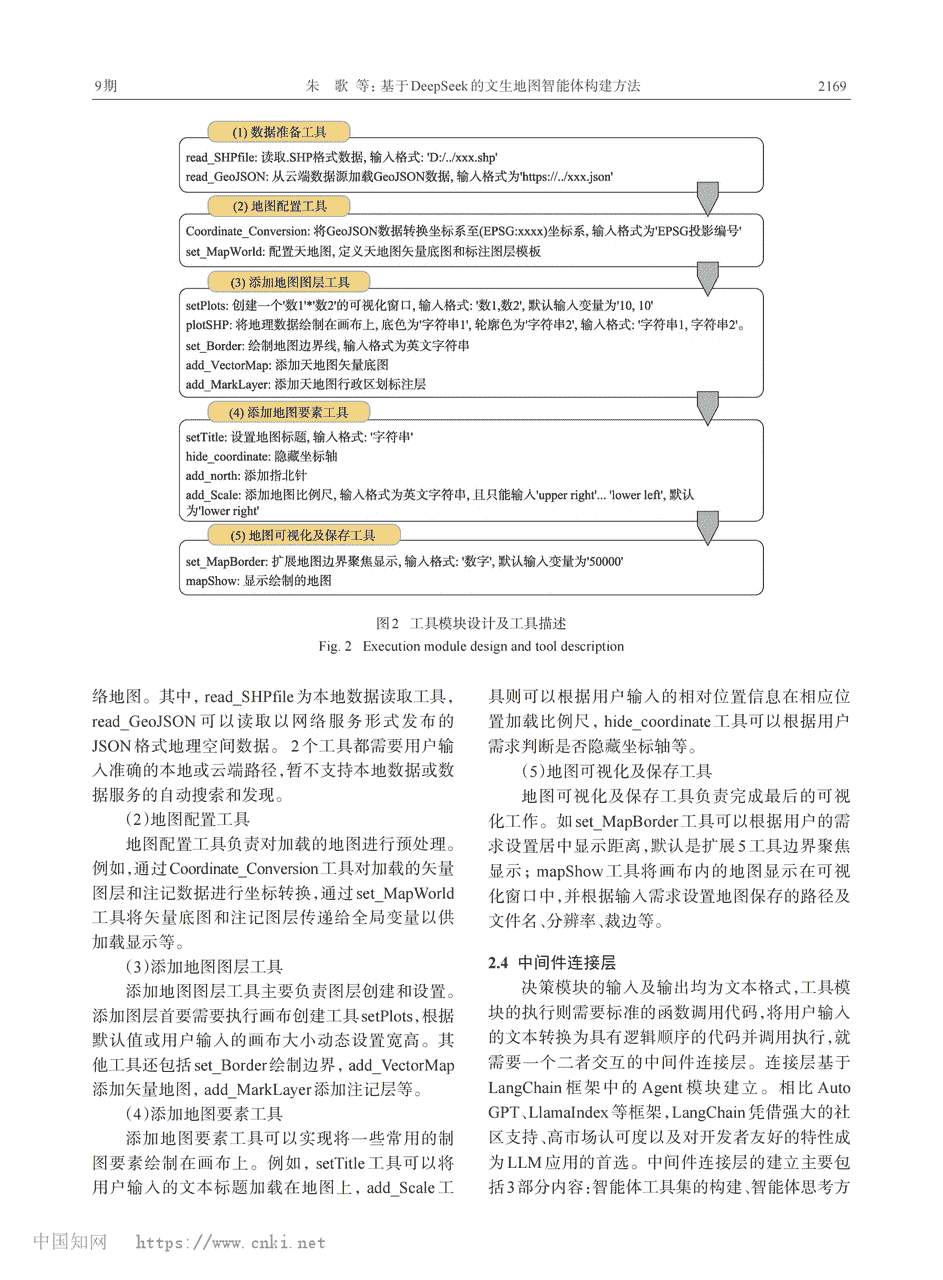 9期
朱 歌 等: 基于DeepSeek的文生地图智能体构建方法
2169
(1) 数据准备工具
read_SHPfile: 读取.SHP格式数据, 输入格式: 'D:/../xxx.shp'
read_GeoJSON: 从云端数据源加载GeoJSON数据, 输入格式为'https://../xxx.json'
(2) 地图配置工具
Coordinate_Conversion: 将GeoJSON数据转换坐标系至(EPSG:xxxx)坐标系, 输入格式为'EPSG投影编号'
set_MapWorld: 配置天地图, 定义天地图矢量底图和标注图层模板
(3) 添加地图图层工具
setPlots: 创建一个'数1'*'数2'的可视化窗口, 输入格式: '数1,数2', 默认输入变量为'10, 10'
plotSHP: 将地理数据绘制在画布上, 底色为'字符串1', 轮廓色为'字符串2', 输入格式: '字符串1, 字符串2'。
set_Border: 绘制地图边界线, 输入格式为英文字符串
add_VectorMap: 添加天地图矢量底图
add_MarkLayer: 添加天地图行政区划标注层
(4) 添加地图要素工具
setTitle: 设置地图标题, 输入格式: '字符串'
hide_coordinate: 隐藏坐标轴
add_north: 添加指北针
add_Scale: 添加地图比例尺, 输入格式为英文字符串, 且只能输入'upper right'... 'lower left', 默认
为'lower right'
(5) 地图可视化及保存工具
set_MapBorder: 扩展地图边界聚焦显示, 输入格式: '数字', 默认输入变量为'50000'
mapShow: 显示绘制的地图
图2 工具模块设计及工具描述
Fig. 2 Execution module design and tool description
络地图。其中, read_SHPfile为本地数据读取工具,
read_GeoJSON 可以读取以网络服务形式发布的
JSON格式地理空间数据。2个工具都需要用户输
入准确的本地或云端路径,暂不支持本地数据或数
据服务的自动搜索和发现。
(2)地图配置工具
地图配置工具负责对加载的地图进行预处理。
例如,通过Coordinate_Conversion工具对加载的矢量
图层和注记数据进行坐标转换,通过set_MapWorld
工具将矢量底图和注记图层传递给全局变量以供
加载显示等。
(3)添加地图图层工具
添加地图图层工具主要负责图层创建和设置。
添加图层首要需要执行画布创建工具setPlots,根据
默认值或用户输入的画布大小动态设置宽高。其
他工具还包括set_Border绘制边界, add_VectorMap
添加矢量地图, add_MarkLayer添加注记层等。
(4)添加地图要素工具
添加地图要素工具可以实现将一些常用的制
图要素绘制在画布上。例如, setTitle工具可以将
用户输入的文本标题加载在地图上, add_Scale工
具则可以根据用户输入的相对位置信息在相应位
置加载比例尺, hide_coordinate工具可以根据用户
需求判断是否隐藏坐标轴等。
(5)地图可视化及保存工具
地图可视化及保存工具负责完成最后的可视
化工作。如set_MapBorder工具可以根据用户的需
求设置居中显示距离,默认是扩展5工具边界聚焦
显示; mapShow工具将画布内的地图显示在可视
化窗口中,并根据输入需求设置地图保存的路径及
文件名、分辨率、裁边等。
2.4 中间件连接层
决策模块的输入及输出均为文本格式,工具模
块的执行则需要标准的函数调用代码,将用户输入
的文本转换为具有逻辑顺序的代码并调用执行,就
需要一个二者交互的中间件连接层。连接层基于
LangChain框架中的Agent模块建立。相比Auto
GPT、LlamaIndex等框架, LangChain凭借强大的社
区支持、高市场认可度以及对开发者友好的特性成
为LLM应用的首选。中间件连接层的建立主要包
括3部分内容:智能体工具集的构建、智能体思考方
中国知网 https://www.cnki.net